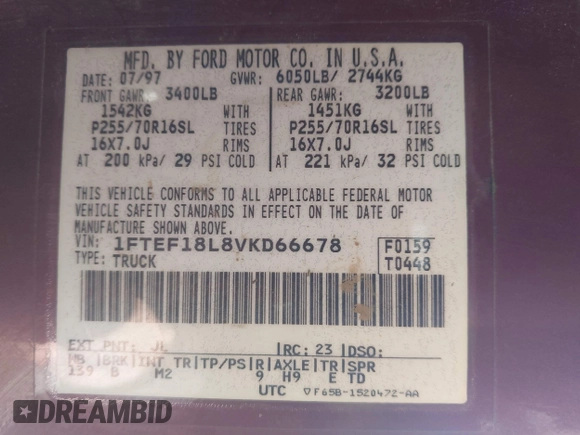 MFD. BY FORD MOTOR CO. IN U.S.A.
DATE: 07/97 GVWR: 6050LB/ 2744KG
FRONT GAWR: 3400LB REAR GAWR: 3200LB
1542KG WITH 1451KG WITH
P255/70R16SL TIRES P255/70R16SL TIRES
16X7.0J RIMS 16X7.0J RIMS
AT 200 kPa/ 29 PSI COLD AT 221 kPa/ 32 PSI COLD
THIS VEHICLE CONFORMS TO ALL APPLICABLE FEDERAL MOTOR
VEHICLE SAFETY STANDARDS IN EFFECT ON THE DATE OF
MANUFACTURE SHOWN ABOVE.
VIN: 1FTEF18L8VKD66678 F0159
TYPE: TRUCK T0448
EXT PNT: RC: 23 DSO:
WB BRK INT TR TP/PS R AXLE TR SPR
139 B M2 9 H9 E TD
UTC ▽F65B-1520472-AA
DREAMBID